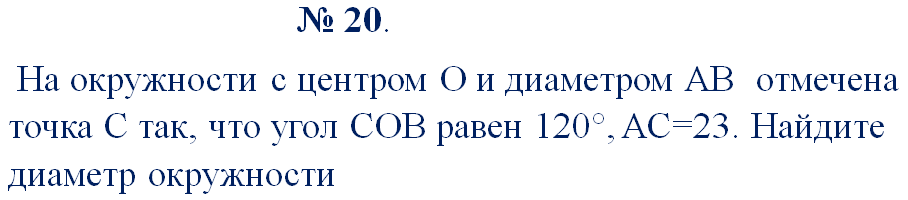 № 20.
На окружности с центром О и диаметром АВ отмечена
точка С так, что угол СОВ равен 120°, АС=23. Найдите
диаметр окружности